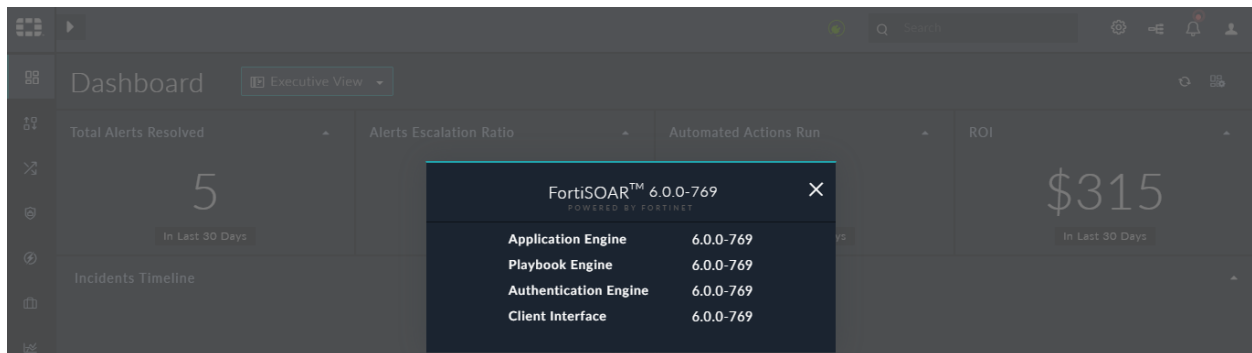 Search
Dashboard
Executive View
Total Alerts Resolved
Alerts Escalation Ratio
Automated Actions Run
ROI
5
$315
In Last 30 Days
In Last 30 Days
Incidents Timeline
FortiSOAR™ 6.0.0-769
POWERED BY FORTINET
Application Engine 6.0.0-769
Playbook Engine 6.0.0-769
Authentication Engine 6.0.0-769
Client Interface 6.0.0-769